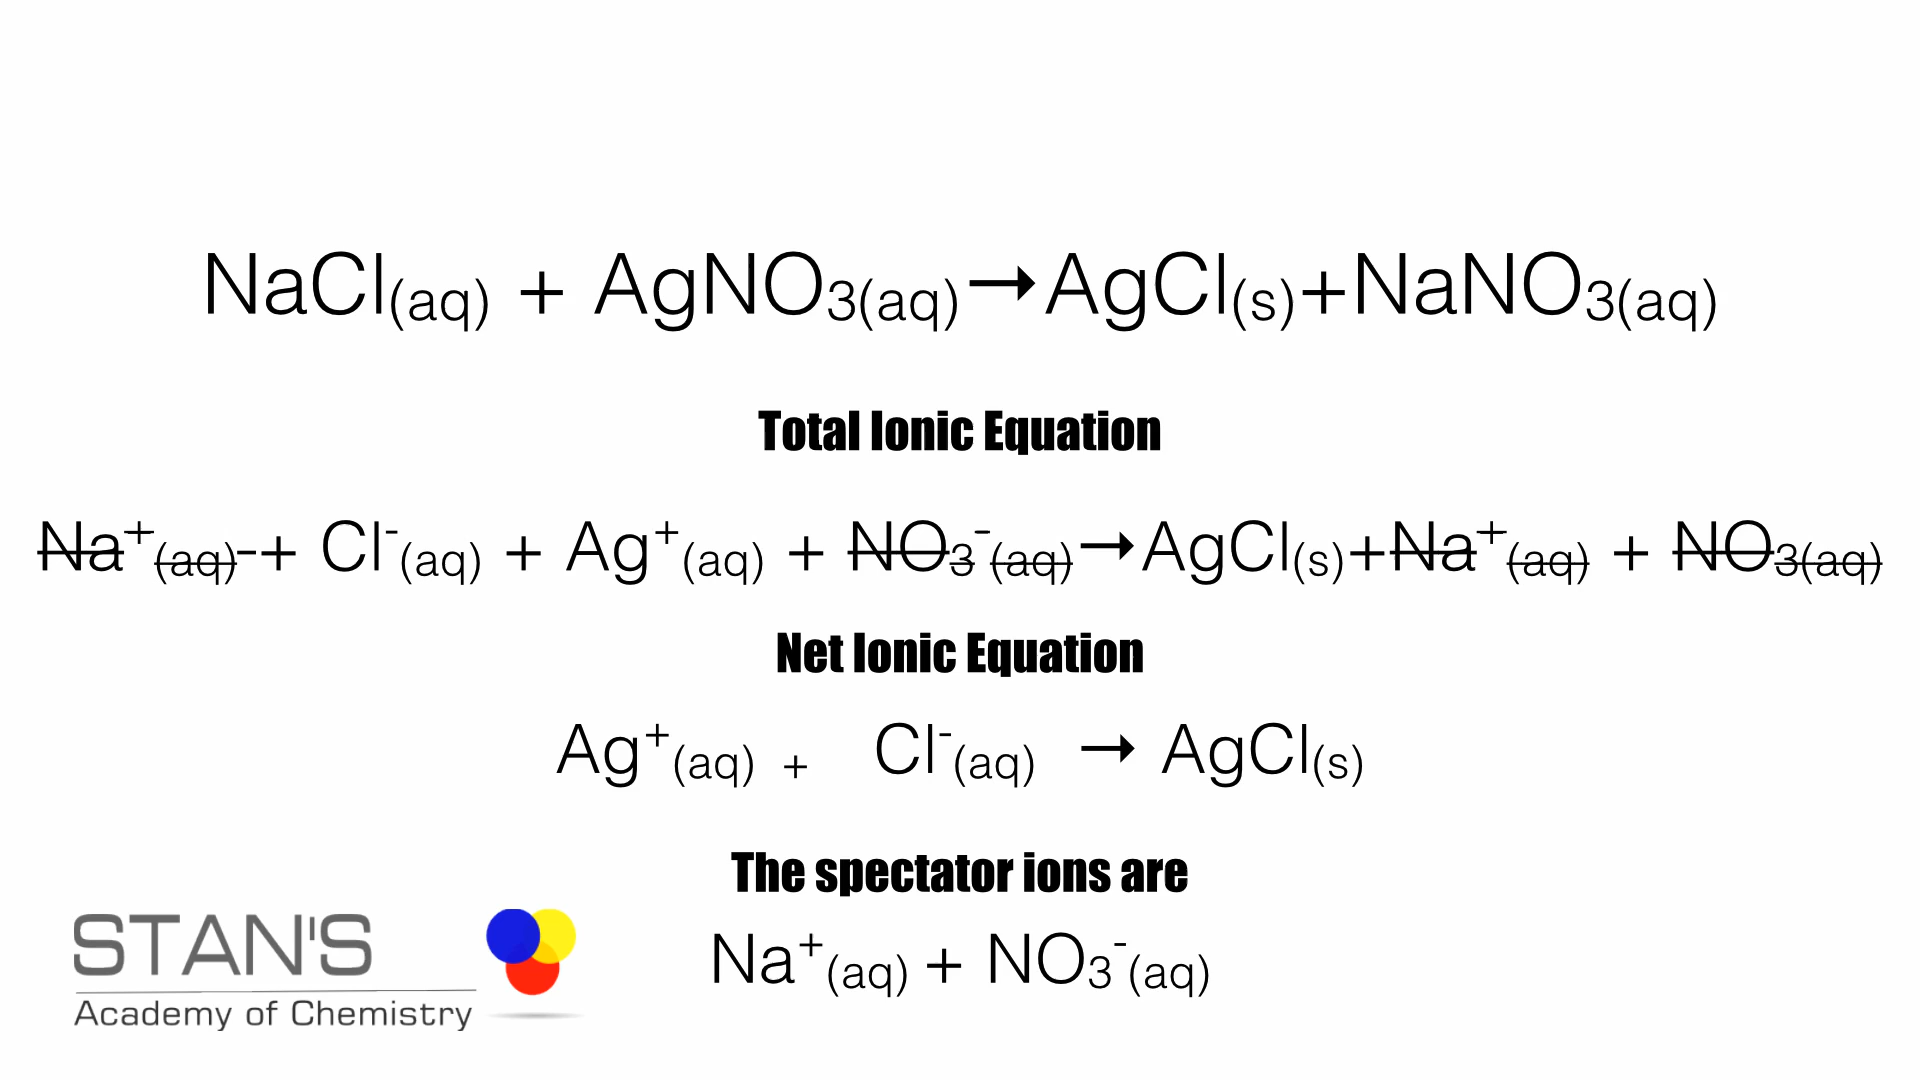 NaCl(aq) + AgNO₃(aq)→AgCl(s)+NaNO₃(aq)
Total Ionic Equation
Na⁺(aq)-+ Cl⁻(aq) + Ag⁺(aq) + NO₃⁻(aq)→AgCl(s)+Na⁺(aq) + NO₃(aq)
Net Ionic Equation
Ag⁺(aq) + Cl⁻(aq) → AgCl(s)
The spectator ions are
Na⁺(aq) + NO₃⁻(aq)
STAN'S
Academy of Chemistry